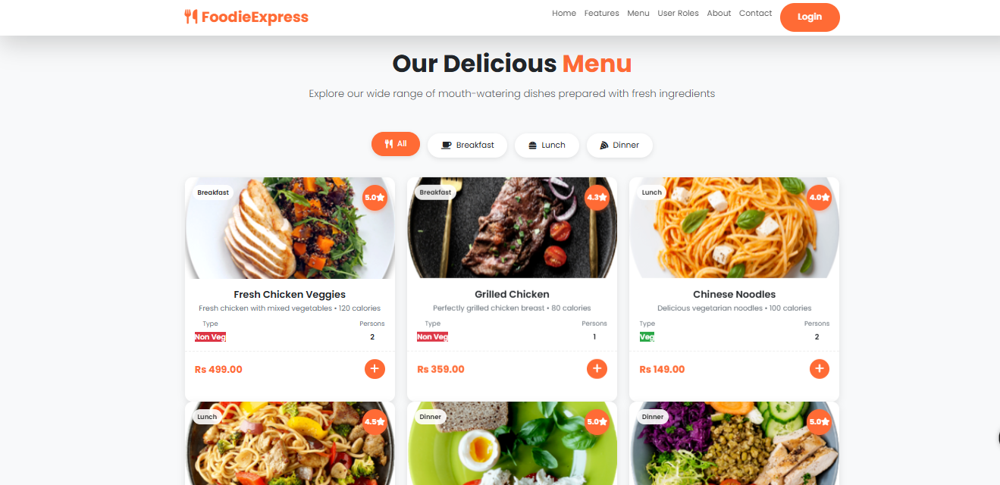 FoodieExpress
Home Features Menu User Roles About Contact Login
Our Delicious Menu
Explore our wide range of mouth-watering dishes prepared with fresh ingredients
All Breakfast Lunch Dinner
Breakfast 5.0 Breakfast 4.3 Lunch 4.0
Fresh Chicken Veggies Grilled Chicken Chinese Noodles
Fresh chicken with mixed vegetables • 120 calories Perfectly grilled chicken breast • 80 calories Delicious vegetarian noodles • 100 calories
Type Persons Type Persons Type Persons
Non Veg 2 Non Veg 1 Veg 2
Rs 499.00 + Rs 359.00 + Rs 149.00 +
Lunch 4.5 Dinner 5.0 Dinner 5.0